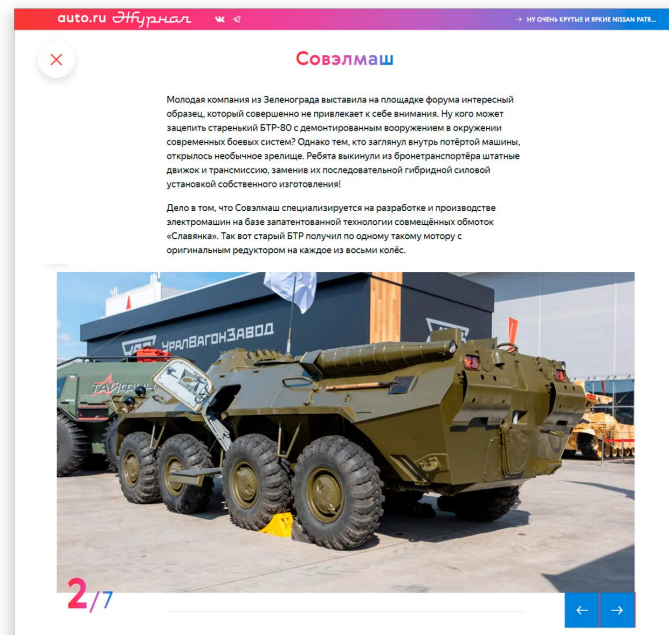 auto.ru Журнал
→ НУ ОЧЕНЬ КРУТЫЕ И ЯРКИЕ NISSAN PATR...
Совэлмаш
Молодая компания из Зеленограда выставила на площадке форума интересный
образец, который совершенно не привлекает к себе внимания. Ну кого может
зацепить старенький БТР-80 с демонтированным вооружением в окружении
современных боевых систем? Однако тем, кто заглянул внутрь потёртой машины,
открылось необычное зрелище. Ребята выкинули из бронетранспортёра штатные
движок и трансмиссию, заменив их последовательной гибридной силовой
установкой собственного изготовления!
Дело в том, что Совэлмаш специализируется на разработке и производстве
электромашин на базе запатентованной технологии совмещённых обмоток
«Славянка». Так вот старый БТР получил по одному такому мотору с
оригинальным редуктором на каждое из восьми колёс.
УРАЛВАГОНЗАВОД
2/7